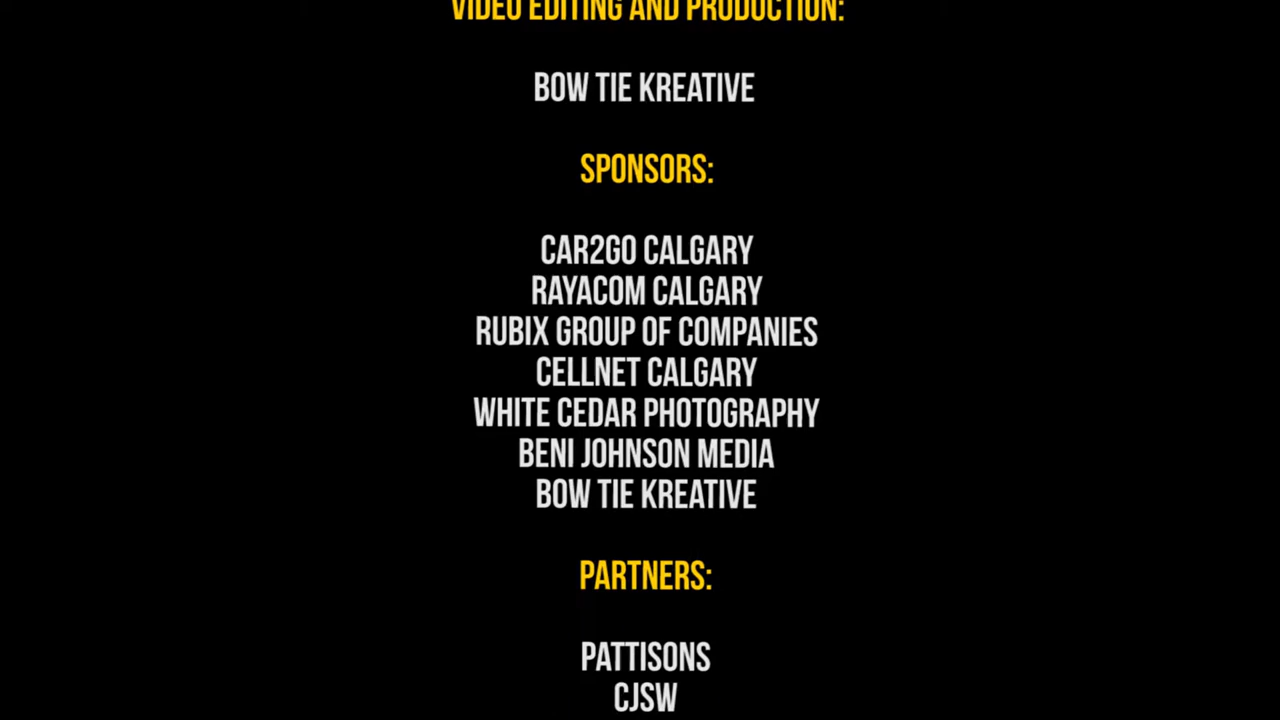 VIDEO EDITING AND PRODUCTION:
BOW TIE KREATIVE
SPONSORS:
CAR2GO CALGARY
RAYACOM CALGARY
RUBIX GROUP OF COMPANIES
CELLNET CALGARY
WHITE CEDAR PHOTOGRAPHY
BENI JOHNSON MEDIA
BOW TIE KREATIVE
PARTNERS:
PATTISONS
CJSW